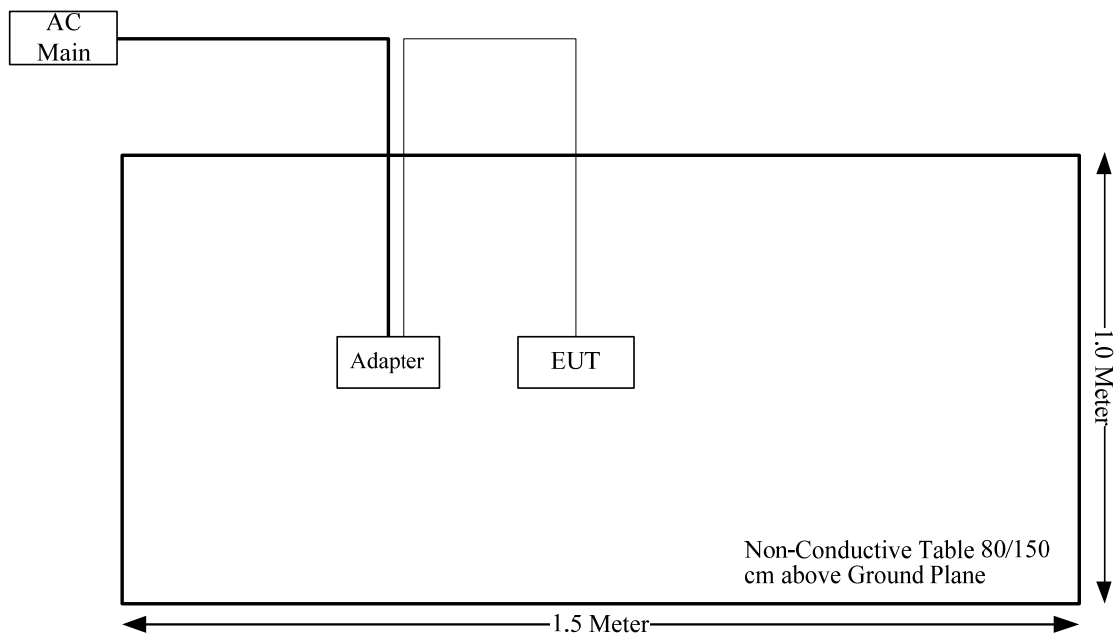 AC
Main
Adapter
EUT
1.0 Meter
Non-Conductive Table 80/150
cm above Ground Plane
1.5 Meter